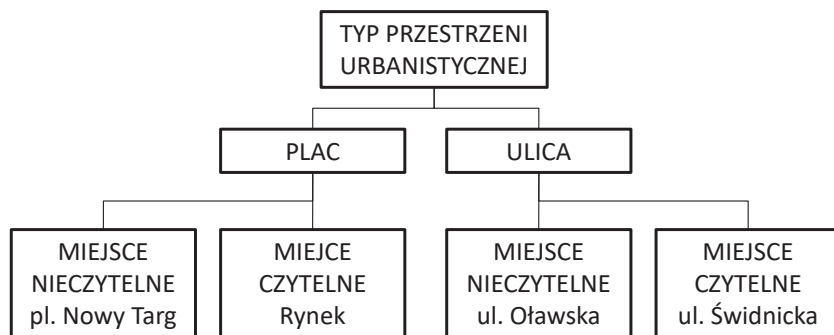 TYP PRZESTRZENI
URBANISTYCZNEJ
PLAC
ULICA
MIEJSCE
NIECZYTELNE
pl. Nowy Targ
MIEJCE
CZYTELNE
Rynek
MIEJSCE
NIECZYTELNE
ul. Oławska
MIEJSCE
CZYTELNE
ul. Świdnicka